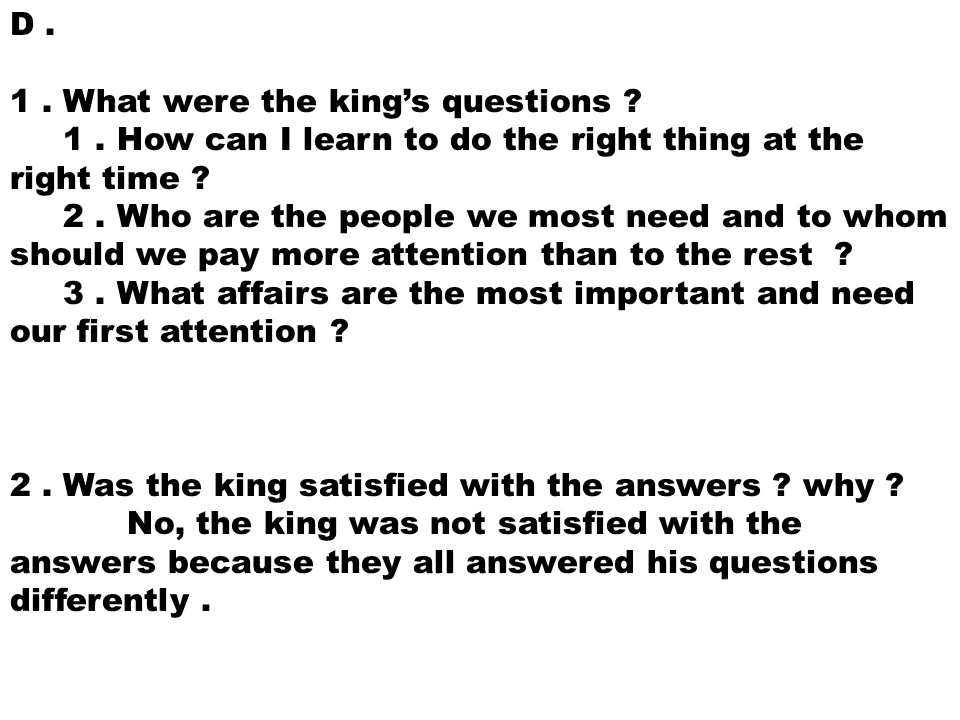 D .
1 . What were the king’s questions ?
1 . How can I learn to do the right thing at the
right time ?
2 . Who are the people we most need and to whom
should we pay more attention than to the rest  ?
3 . What affairs are the most important and need
our first attention ?
2 . Was the king satisfied with the answers ? why ?
No, the king was not satisfied with the
answers because they all answered his questions
differently .